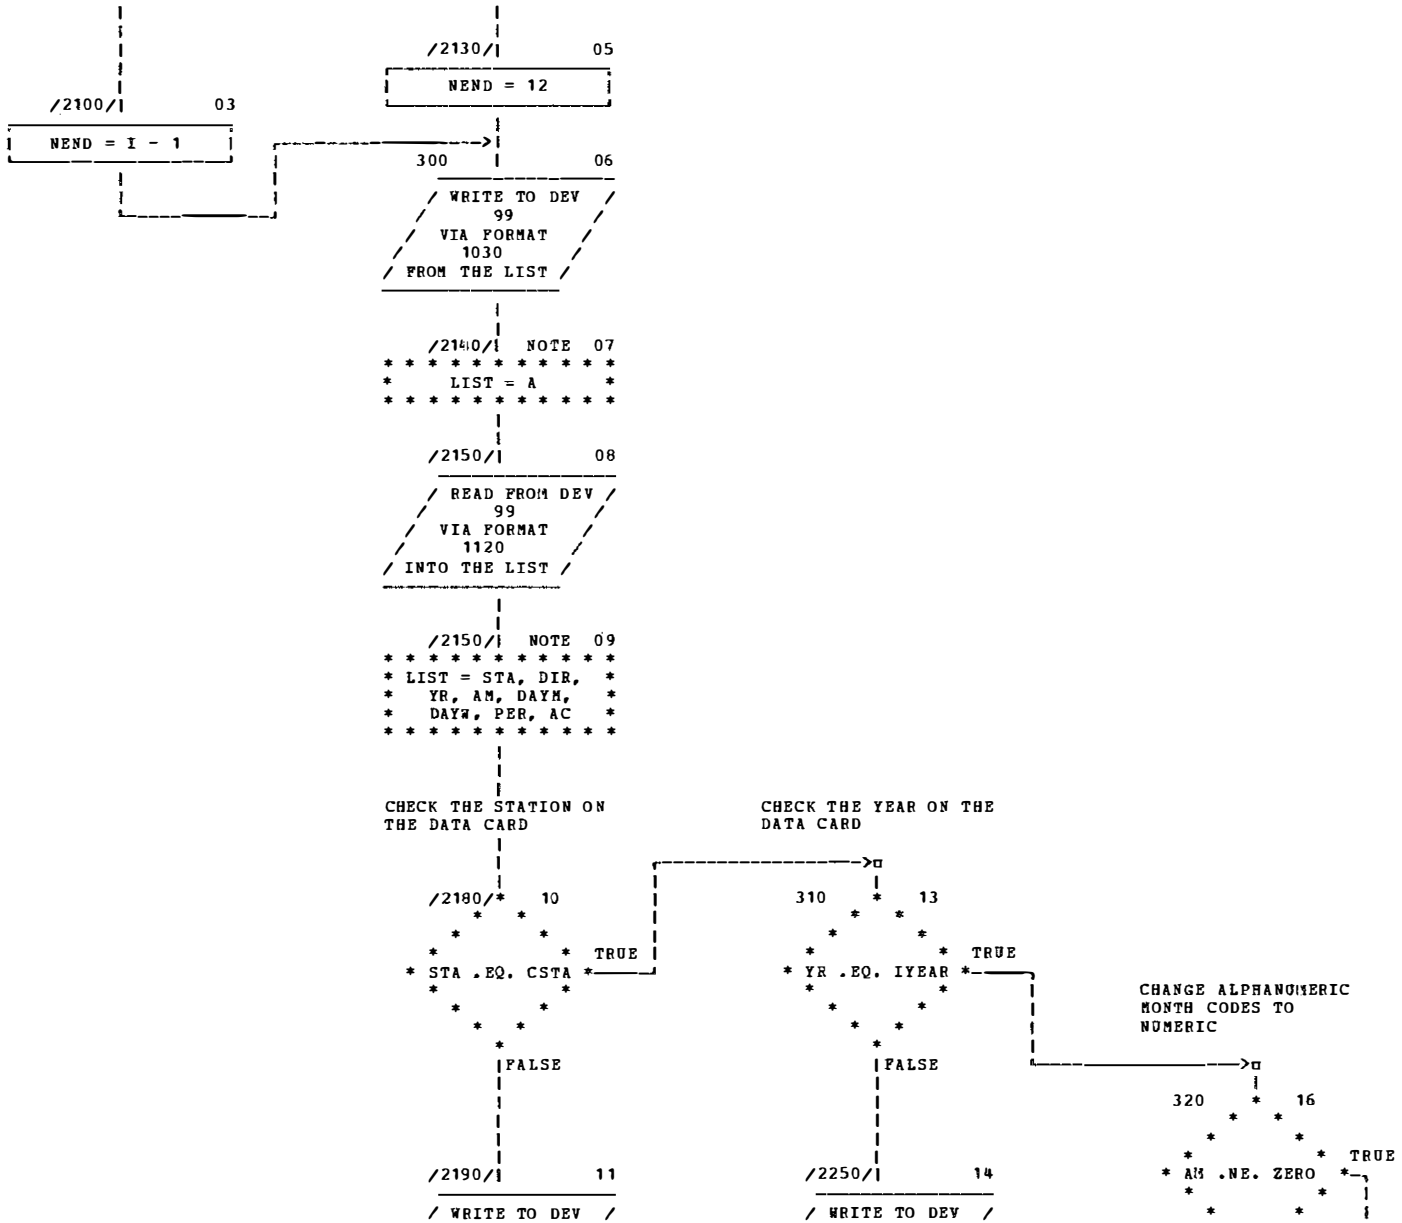 /2130/ 05
NEND = 12
/2100/ 03
NEND = I - 1
300 06
WRITE TO DEV
99
VIA FORMAT
1030
FROM THE LIST
/2140/ NOTE 07
LIST = A
/2150/ 08
READ FROM DEV
99
VIA FORMAT
1120
INTO THE LIST
/2150/ NOTE 09
LIST = STA, DIR,
YR, AM, DAYM,
DAYW, PER, AC
CHECK THE STATION ON
THE DATA CARD
/2180/ 10
STA .EQ. CSTA
TRUE
FALSE
/2190/ 11
WRITE TO DEV
CHECK THE YEAR ON THE
DATA CARD
310 13
YR .EQ. IYEAR
TRUE
FALSE
/2250/ 14
WRITE TO DEV
CHANGE ALPHANUMERIC
MONTH CODES TO
NUMERIC
320 16
AM .NE. ZERO
TRUE